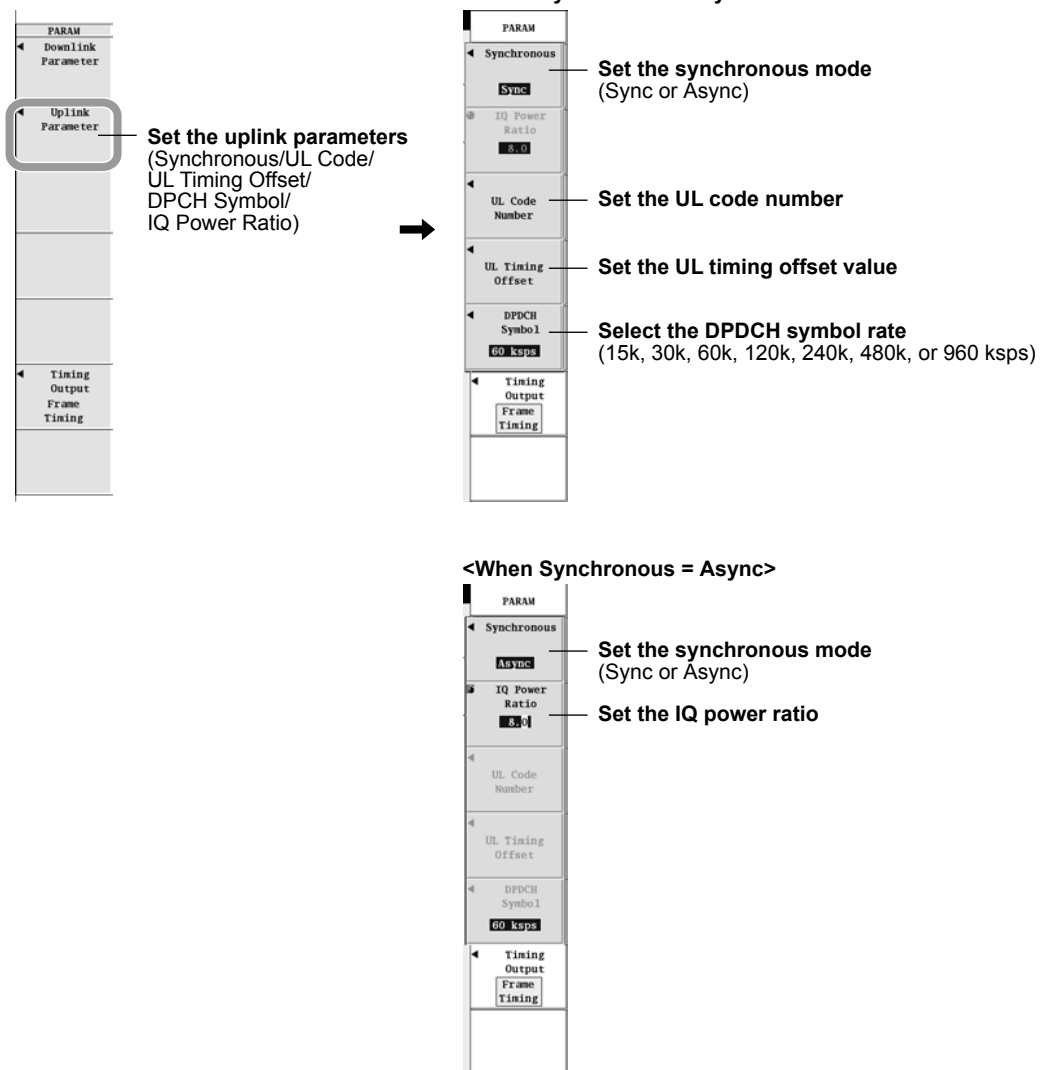 PARAM
Downlink
Parameter
Uplink
Parameter
Timing
Output
Frame
Timing
Set the uplink parameters
(Synchronous/UL Code/
UL Timing Offset/
DPCH Symbol/
IQ Power Ratio)
PARAM
Synchronous
Sync
IQ Power
Ratio
8.0
UL Code
Number
UL Timing
Offset
DPDCH
Symbol
60 ksps
Timing
Output
Frame
Timing
Set the synchronous mode
(Sync or Async)
Set the UL code number
Set the UL timing offset value
Select the DPDCH symbol rate
(15k, 30k, 60k, 120k, 240k, 480k, or 960 ksps)
<When Synchronous = Async>
PARAM
Synchronous
Async
IQ Power
Ratio
8.0
UL Code
Number
UL Timing
Offset
DPDCH
Symbol
60 ksps
Timing
Output
Frame
Timing
Set the synchronous mode
(Sync or Async)
Set the IQ power ratio